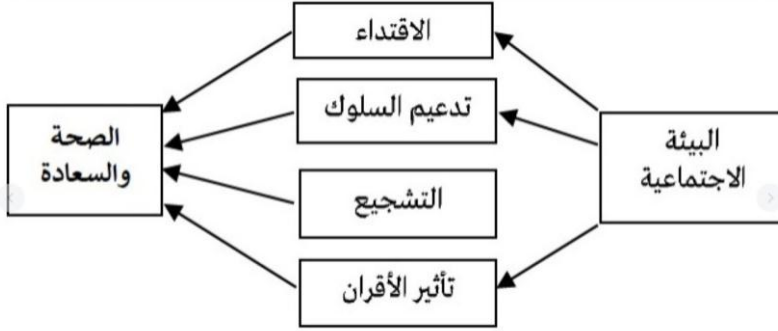 الاقتداء
تدعيم السلوك
التشجيع
تأثير الأقران
البيئة
الاجتماعية
الصحة
والسعادة